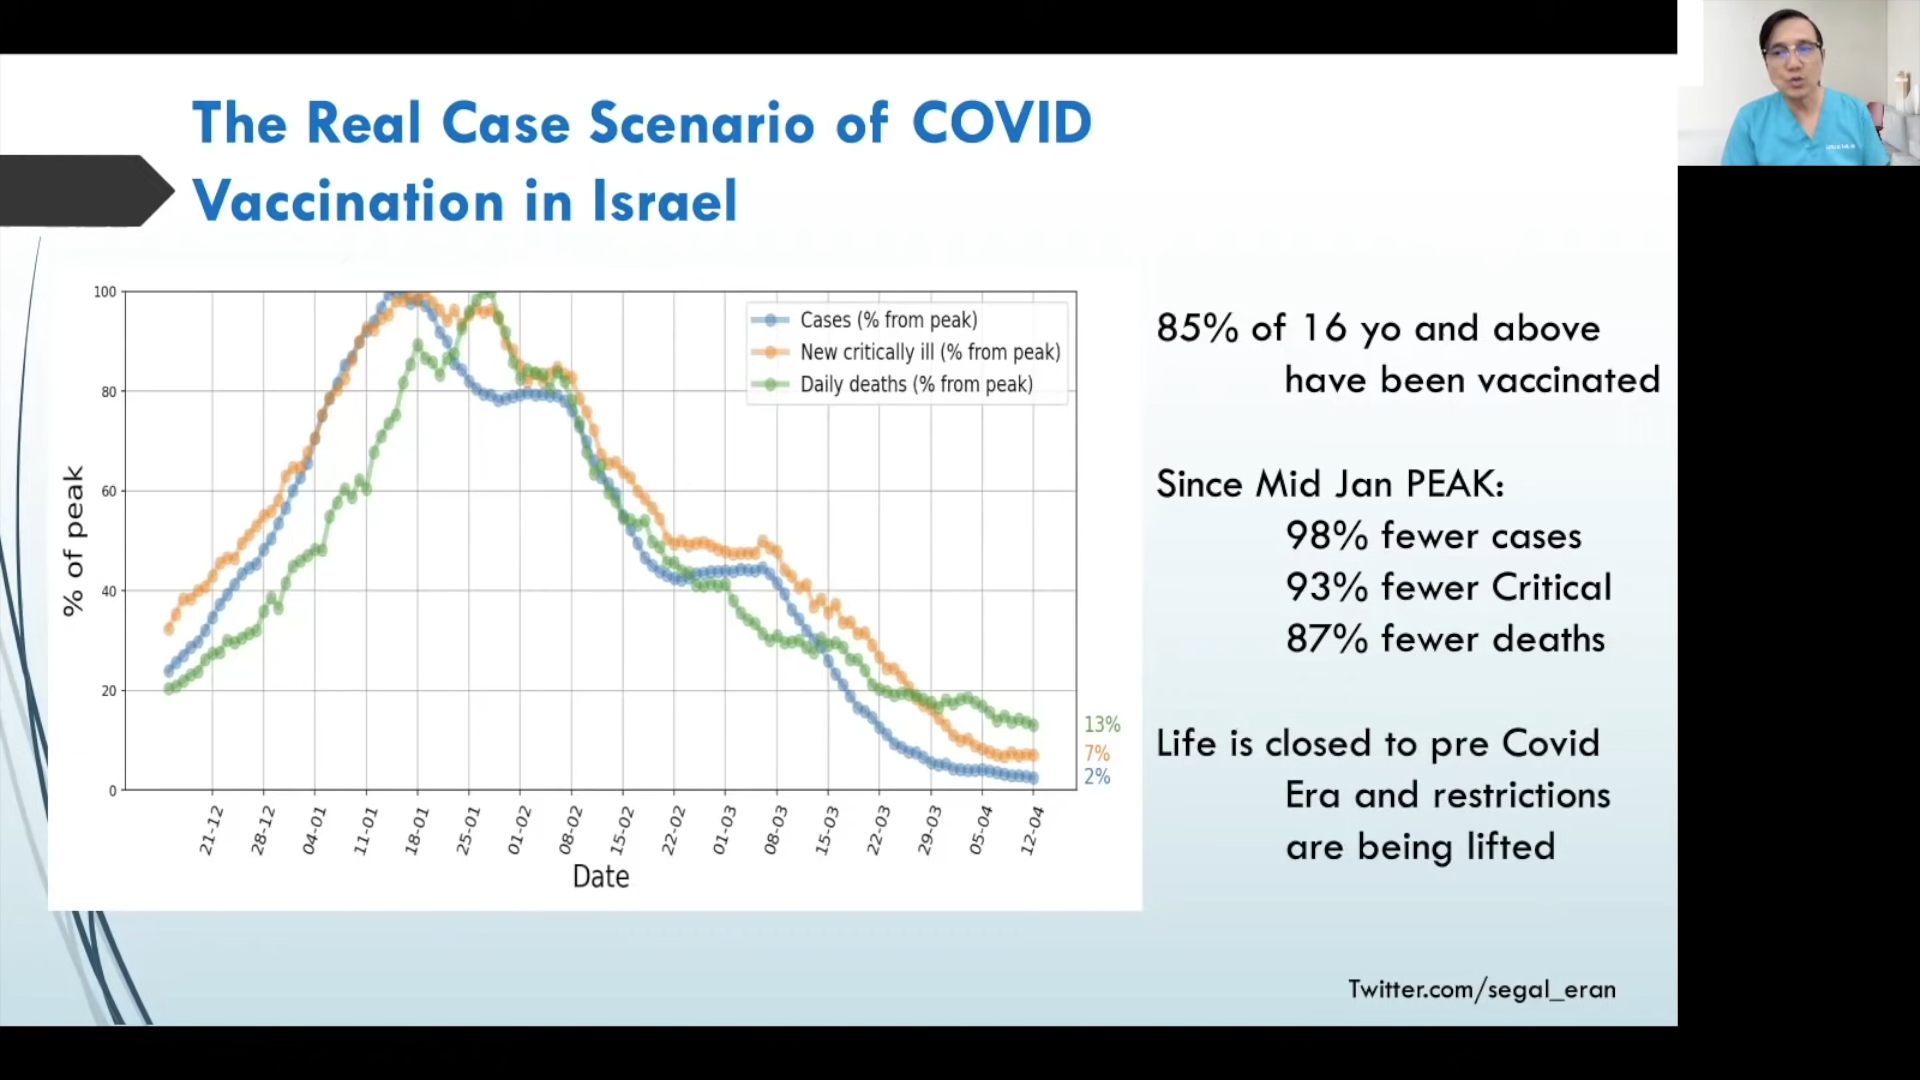 The Real Case Scenario of COVID
Vaccination in Israel
% of peak
100
80
60
40
20
0
Cases (% from peak)
New critically ill (% from peak)
Daily deaths (% from peak)
13%
7%
2%
21-12
28-12
04-01
11-01
18-01
25-01
01-02
08-02
15-02
22-02
01-03
08-03
15-03
22-03
29-03
05-04
12-04
Date
85% of 16 yo and above
have been vaccinated
Since Mid Jan PEAK:
98% fewer cases
93% fewer Critical
87% fewer deaths
Life is closed to pre Covid
Era and restrictions
are being lifted
Twitter.com/segal_eran